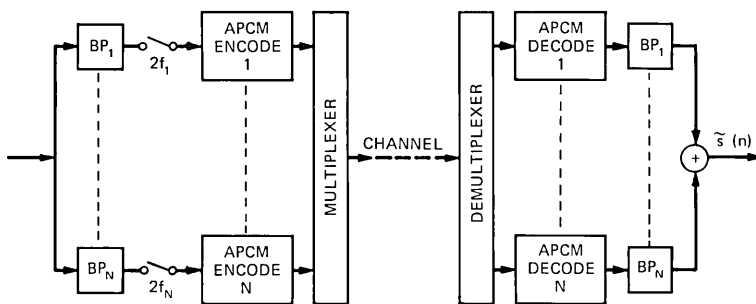 BP1
2f1
APCM
ENCODE
1
MULTIPLEXER
CHANNEL
DEMULTIPLEXER
APCM
DECODE
1
BP1
+
s̃ (n)
BPN
2fN
APCM
ENCODE
N
APCM
DECODE
N
BPN